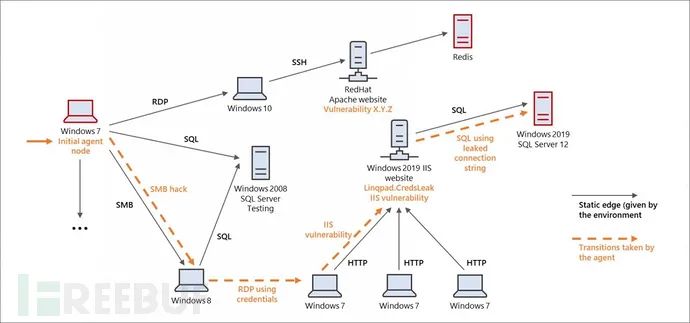 Redis
SSH
RedHat
Apache website
Vulnerability X.Y.Z
RDP
Windows 10
SQL
Windows 2019
SQL Server 12
SQL using
leaked
connection
string
Windows 7
Initial agent
node
SQL
Windows 2019 IIS
website
Linqpad.CredsLeak
IIS vulnerability
Windows 2008
SQL Server
Testing
SMB hack
SMB
...
SQL
IIS
vulnerability
HTTP
HTTP
HTTP
Static edge (given by
the environment
Transitions taken by
the agent
Windows 8
RDP using
credentials
Windows 7
Windows 7
Windows 7
FREEBUF